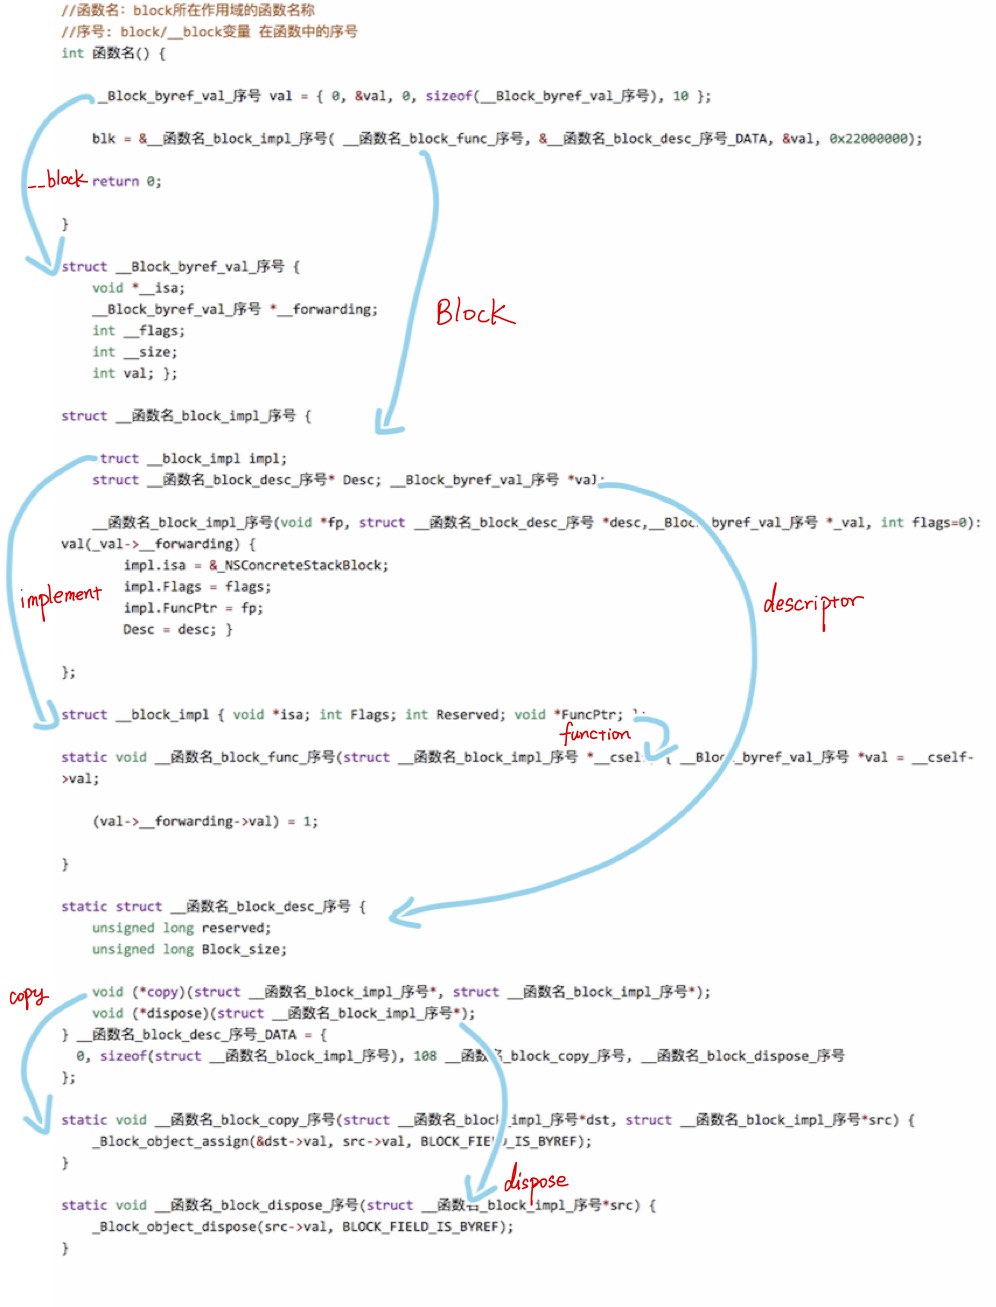 //函数名: block所在作用域的函数名称
//序号: block/__block变量 在函数中的序号
int 函数名() {
_Block_byref_val_序号 val = { 0, &val, 0, sizeof(__Block_byref_val_序号), 10 };
blk = &__函数名_block_impl_序号( __函数名_block_func_序号, &__函数名_block_desc_序号_DATA, &val, 0x22000000);
__block
return 0;
}
struct __Block_byref_val_序号 {
void *__isa;
__Block_byref_val_序号 *__forwarding;
Block
int __flags;
int __size;
int val; };
struct __函数名_block_impl_序号 {
truct __block_impl impl;
struct __函数名_block_desc_序号* Desc; __Block_byref_val_序号 *val;
__函数名_block_impl_序号(void *fp, struct __函数名_block_desc_序号 *desc,__Bloc byref_val_序号 *_val, int flags=0):
val(_val->__forwarding) {
impl.isa = &_NSConcreteStackBlock;
impl.Flags = flags;
implement
descriptor
impl.FuncPtr = fp;
Desc = desc; }
};
struct __block_impl { void *isa; int Flags; int Reserved; void *FuncPtr; };
function
static void __函数名_block_func_序号(struct __函数名_block_impl_序号 *__csel { __Bloc _byref_val_序号 *val = __cself-
>val;
(val->__forwarding->val) = 1;
}
static struct __函数名_block_desc_序号 {
unsigned long reserved;
unsigned long Block_size;
copy
void (*copy)(struct __函数名_block_impl_序号*, struct __函数名_block_impl_序号*);
void (*dispose)(struct __函数名_block_impl_序号*);
} __函数名_block_desc_序号_DATA = {
0, sizeof(struct __函数名_block_impl_序号), 108 __函数名_block_copy_序号, __函数名_block_dispose_序号
};
static void __函数名_block_copy_序号(struct __函数名_block_impl_序号*dst, struct __函数名_block_impl_序号*src) {
_Block_object_assign(&dst->val, src->val, BLOCK_FIELD_IS_BYREF);
}
dispose
static void __函数名_block_dispose_序号(struct __函数名_block_impl_序号*src) {
_Block_object_dispose(src->val, BLOCK_FIELD_IS_BYREF);
}